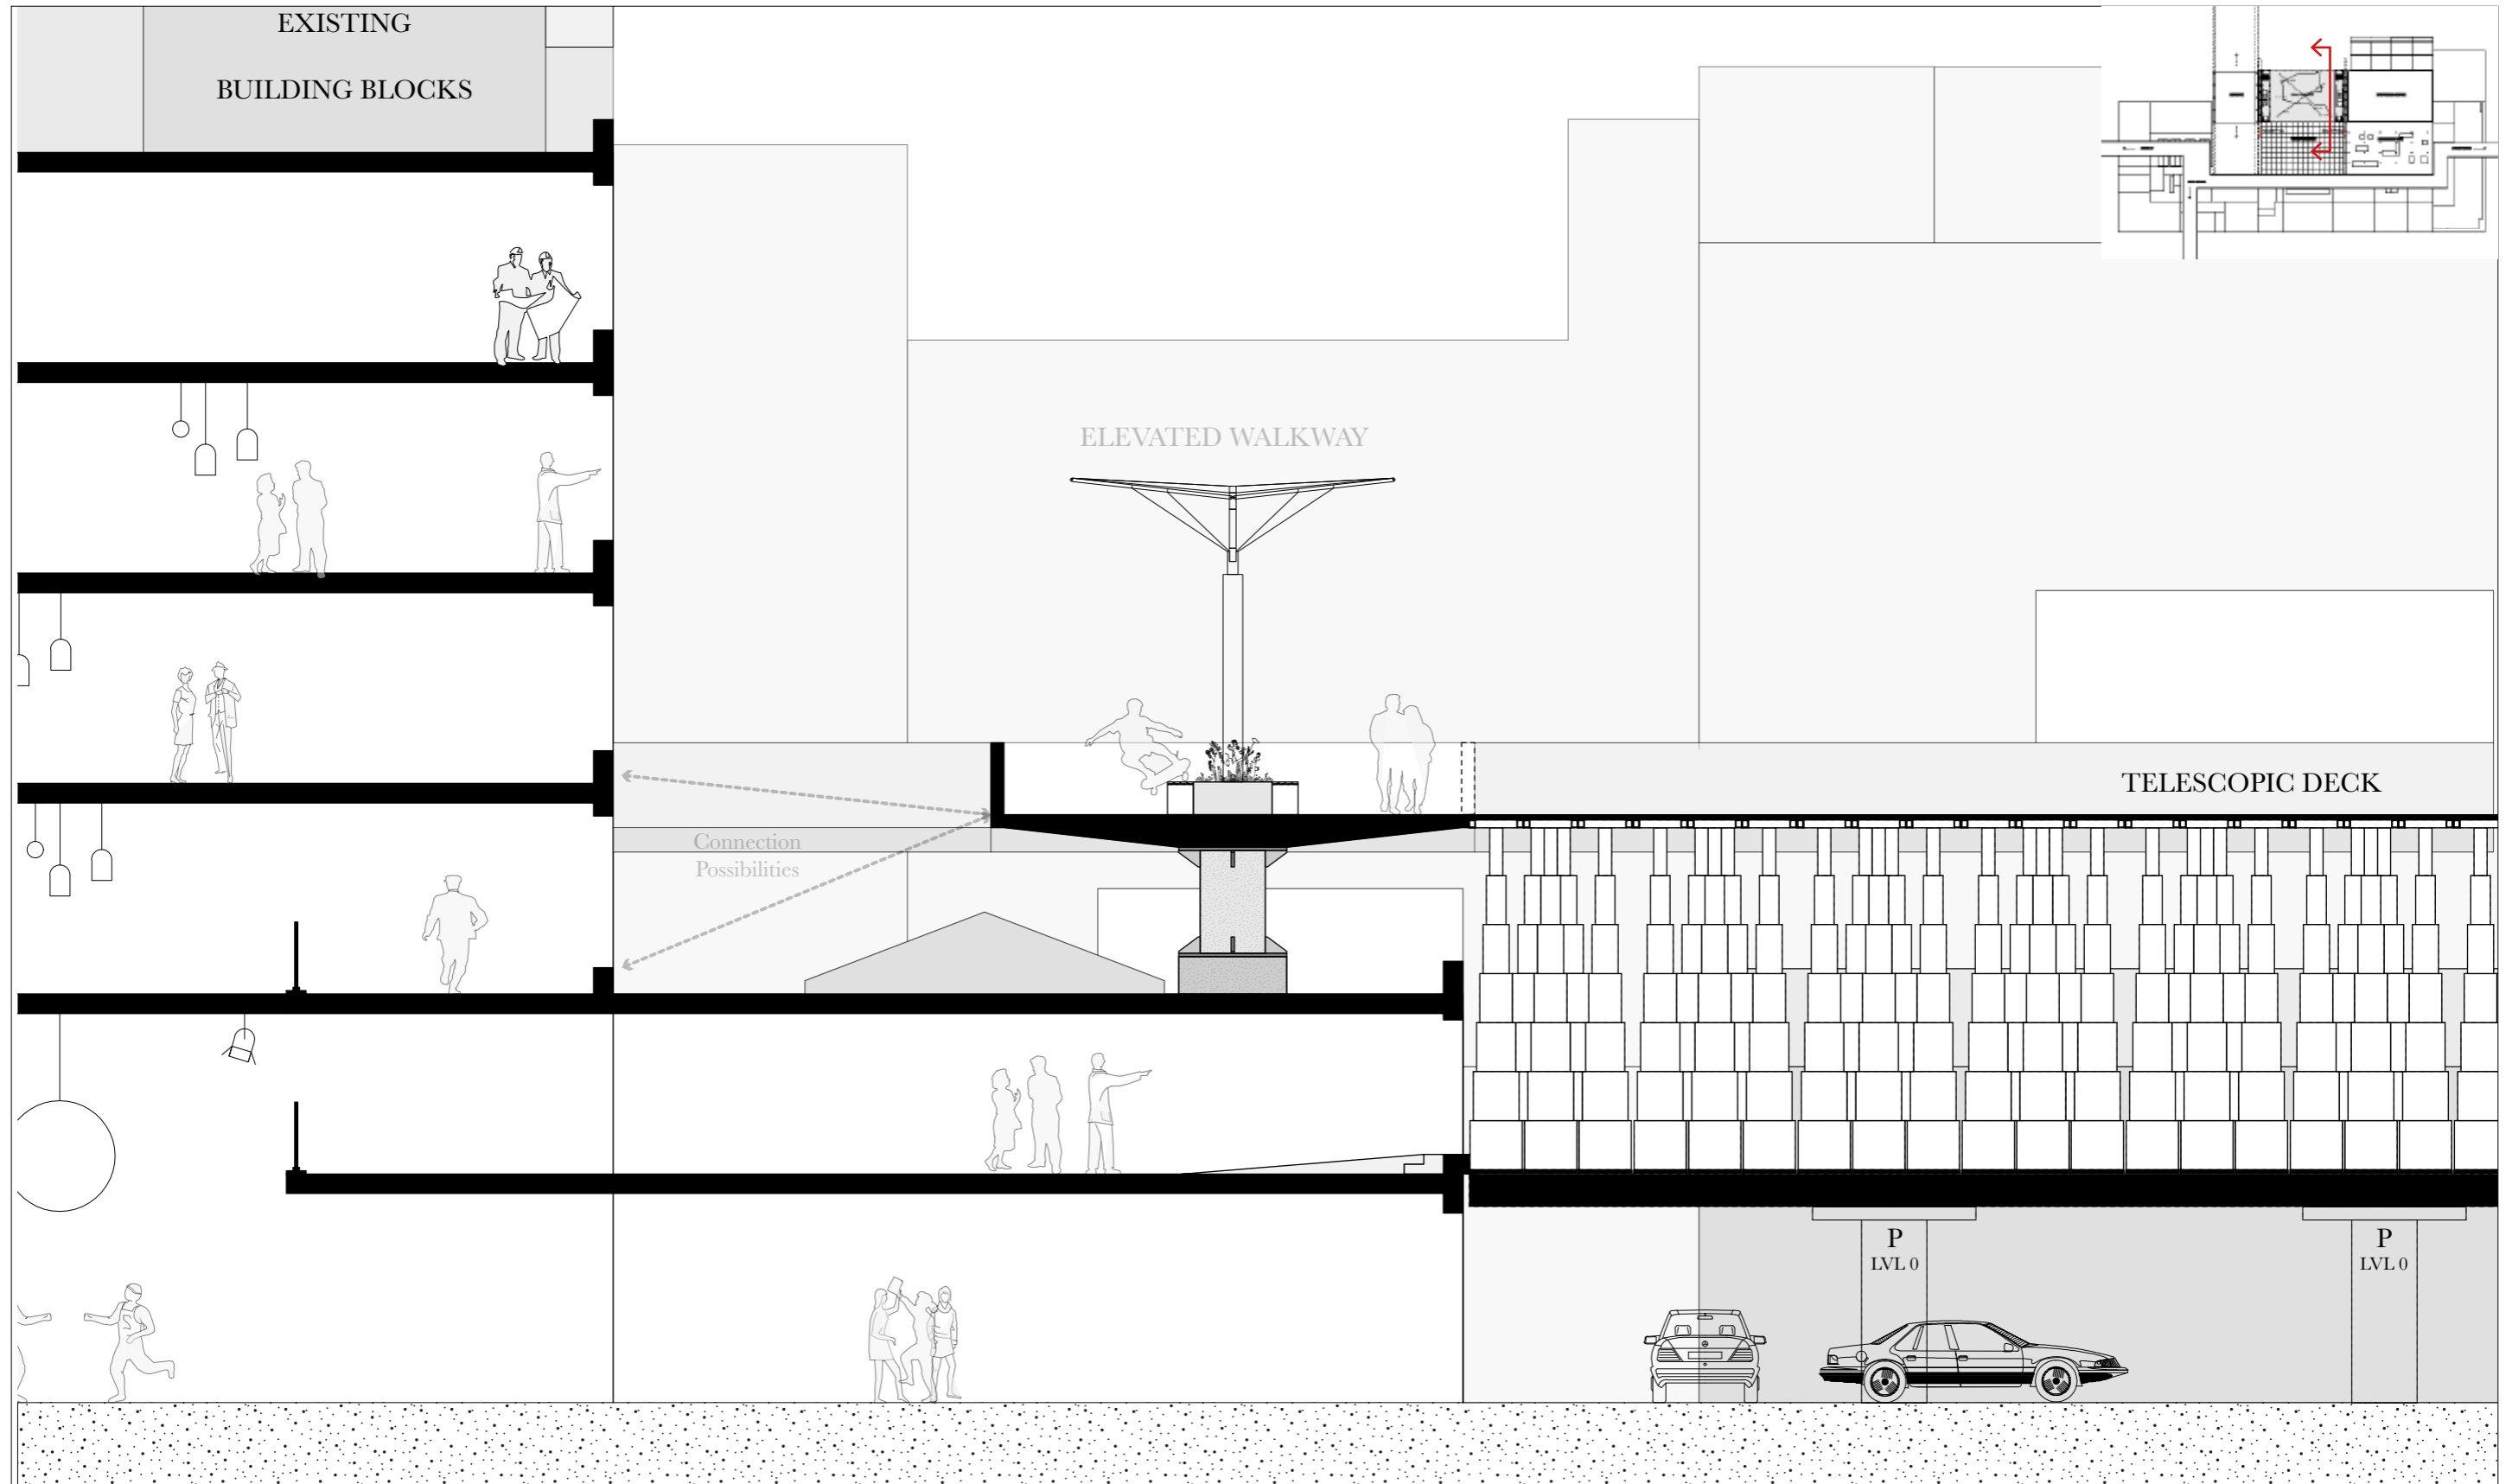 EXISTING
BUILDING BLOCKS
ELEVATED WALKWAY
TELESCOPIC DECK
Connection
Possibilities
P
LVL 0
P
LVL 0